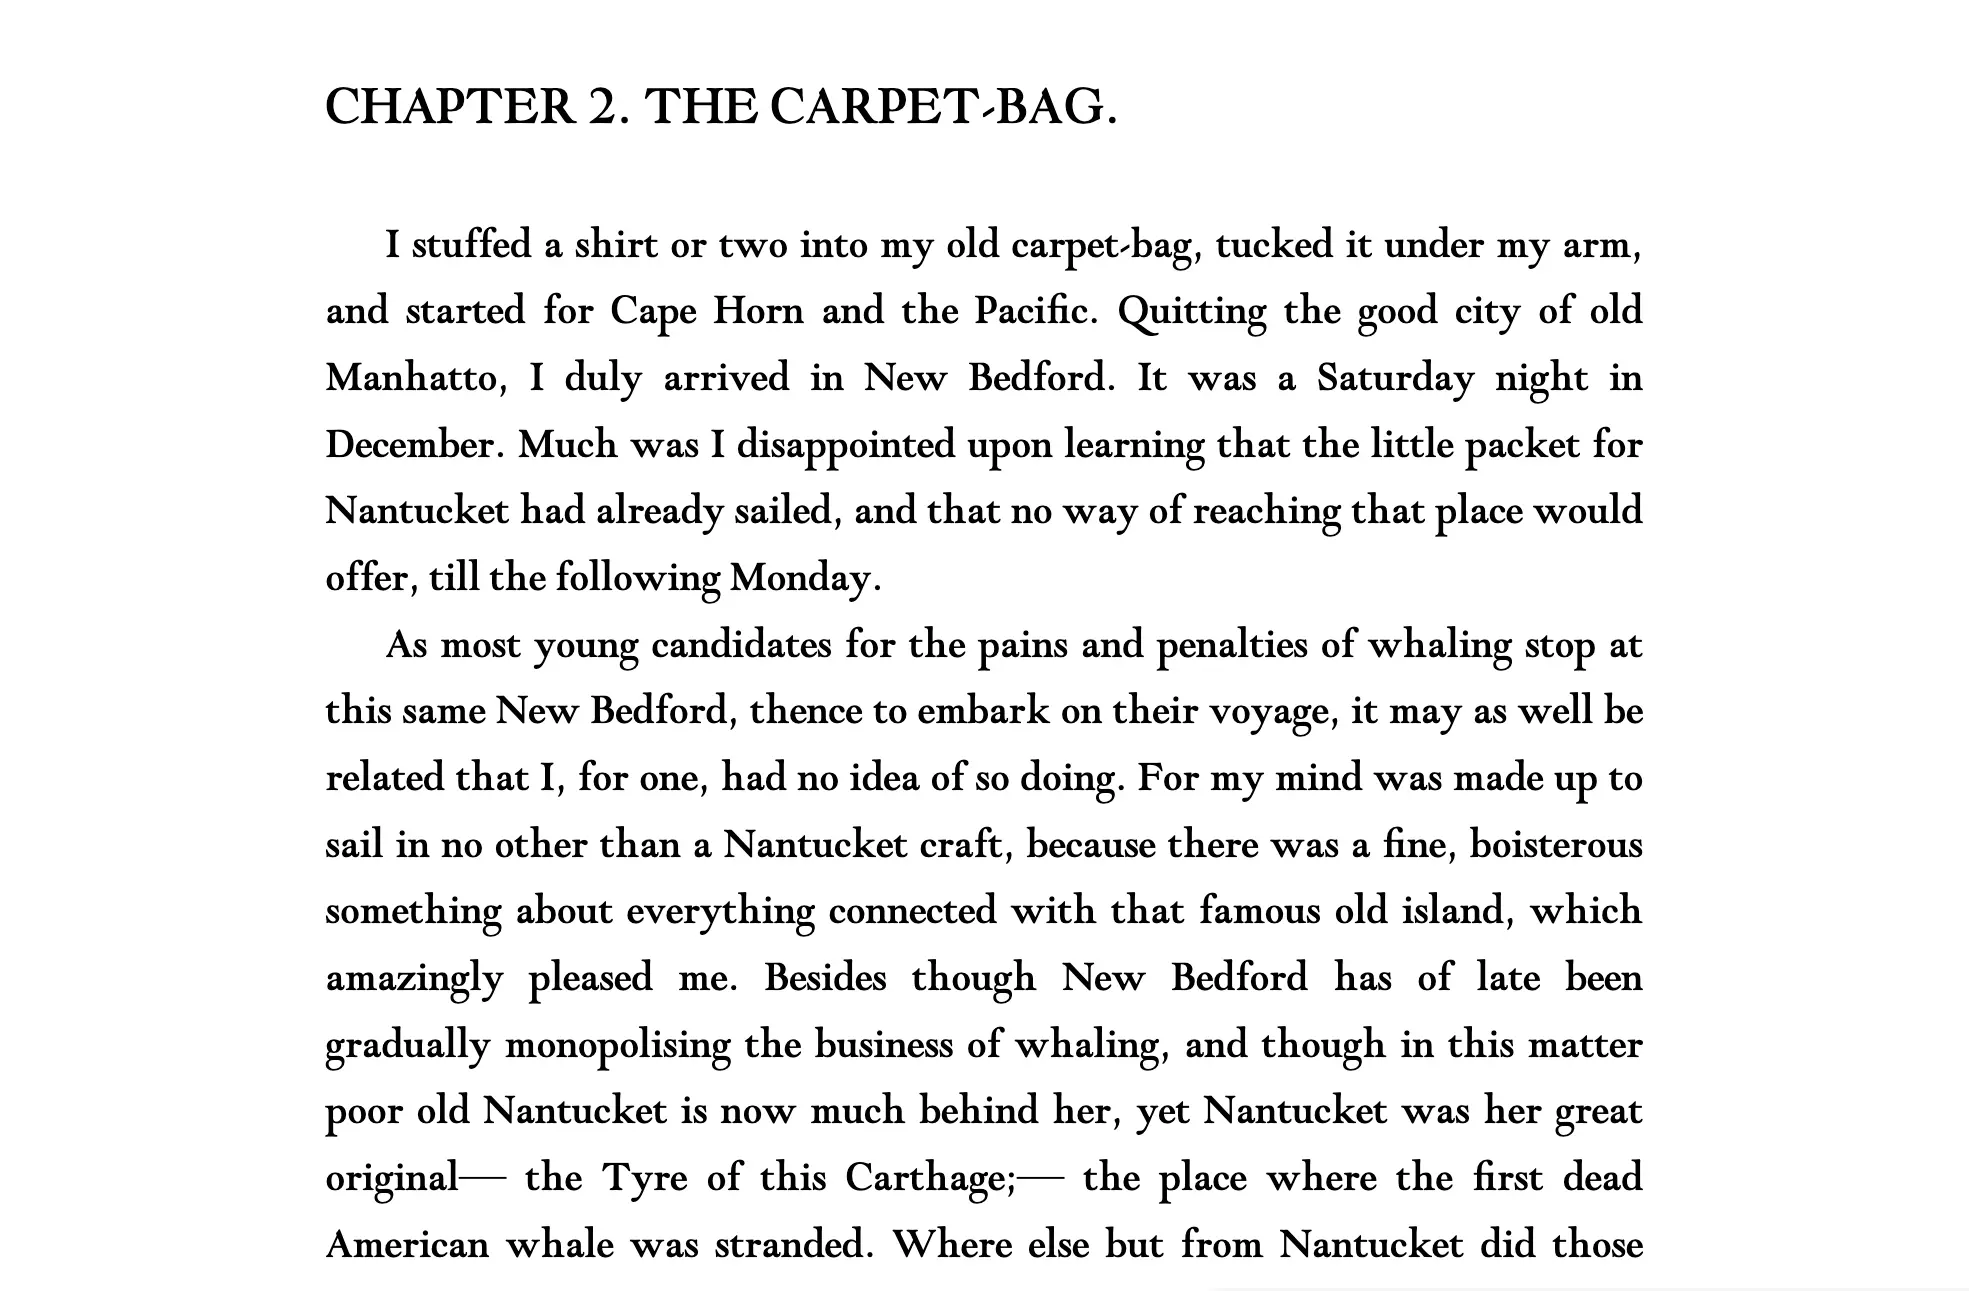 CHAPTER 2. THE CARPET-BAG.
I stuffed a shirt or two into my old carpet-bag, tucked it under my arm,
and started for Cape Horn and the Pacific. Quitting the good city of old
Manhatto, I duly arrived in New Bedford. It was a Saturday night in
December. Much was I disappointed upon learning that the little packet for
Nantucket had already sailed, and that no way of reaching that place would
offer, till the following Monday.
As most young candidates for the pains and penalties of whaling stop at
this same New Bedford, thence to embark on their voyage, it may as well be
related that I, for one, had no idea of so doing. For my mind was made up to
sail in no other than a Nantucket craft, because there was a fine, boisterous
something about everything connected with that famous old island, which
amazingly pleased me. Besides though New Bedford has of late been
gradually monopolising the business of whaling, and though in this matter
poor old Nantucket is now much behind her, yet Nantucket was her great
original— the Tyre of this Carthage;— the place where the first dead
American whale was stranded. Where else but from Nantucket did those